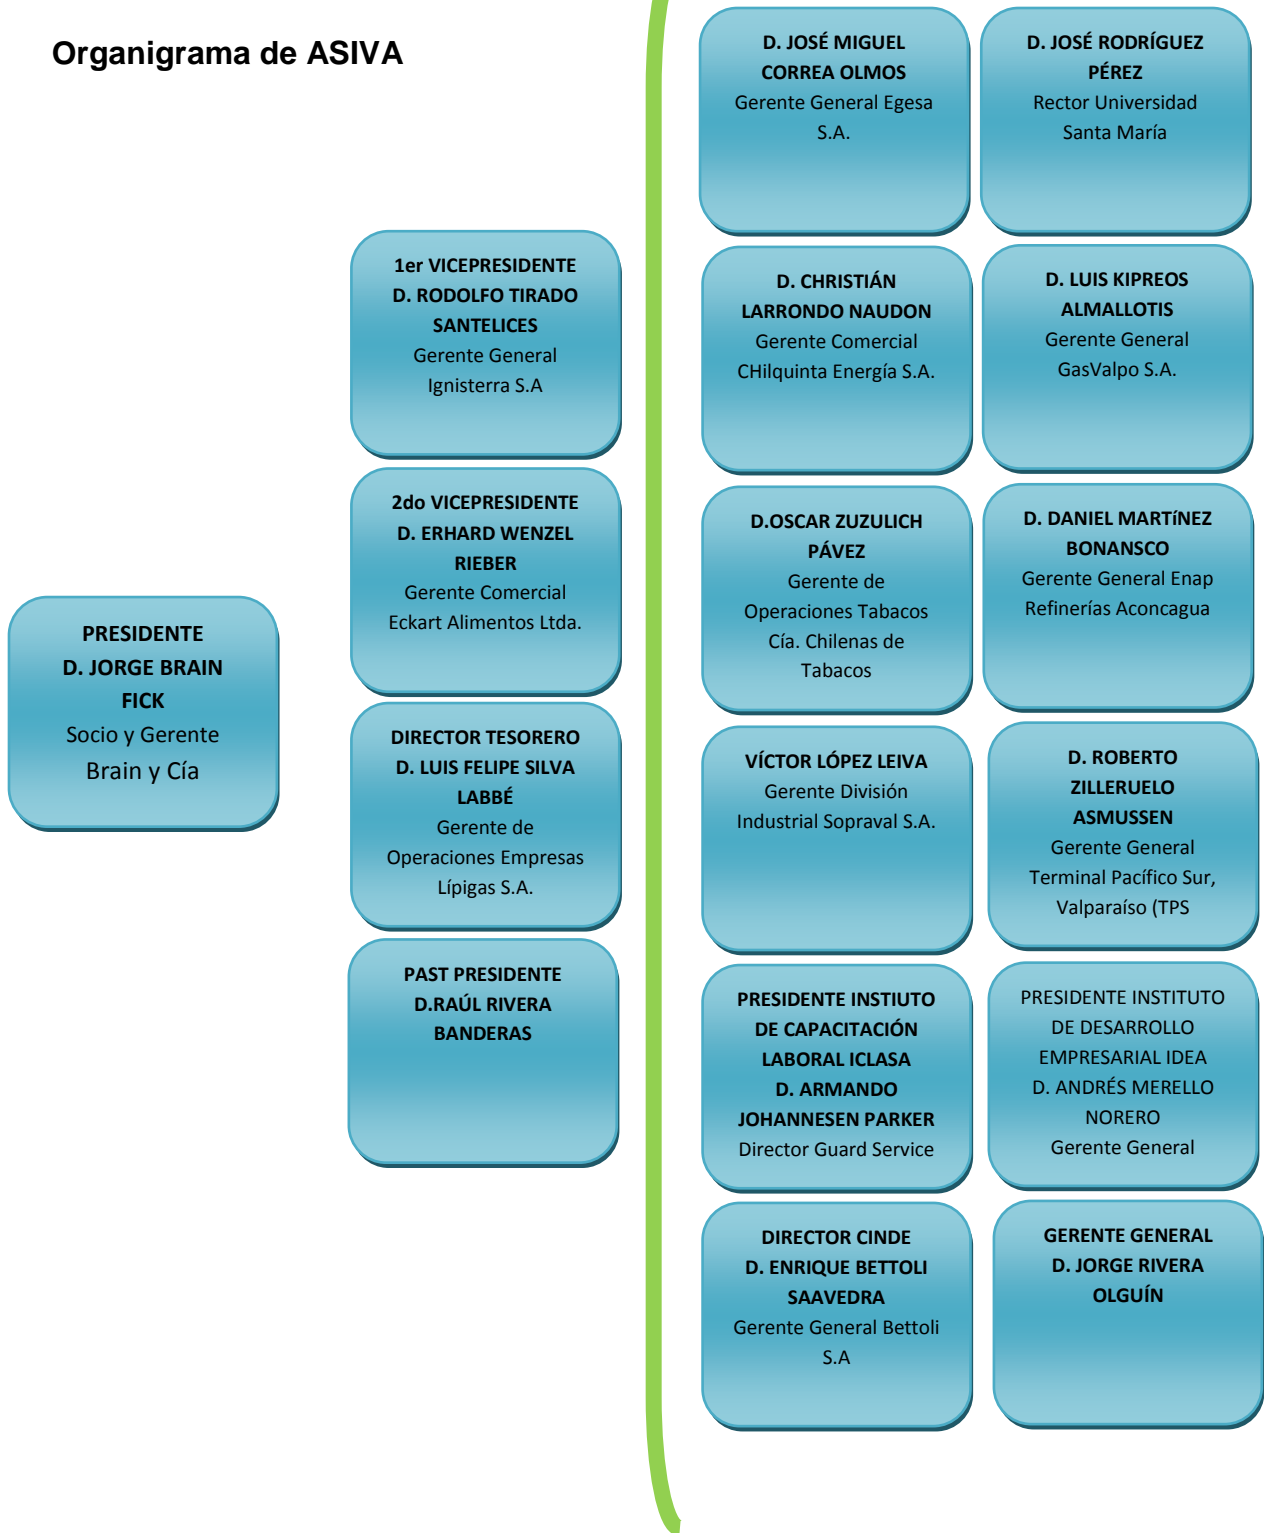 Organigrama de ASIVA
PRESIDENTE
D. JORGE BRAIN
FICK
Socio y Gerente
Brain y Cía
1er VICEPRESIDENTE
D. RODOLFO TIRADO
SANTELICES
Gerente General
Ignisterra S.A
2do VICEPRESIDENTE
D. ERHARD WENZEL
RIEBER
Gerente Comercial
Eckart Alimentos Ltda.
DIRECTOR TESORERO
D. LUIS FELIPE SILVA
LABBÉ
Gerente de
Operaciones Empresas
Lípigas S.A.
PAST PRESIDENTE
D.RAÚL RIVERA
BANDERAS
D. JOSÉ MIGUEL
CORREA OLMOS
Gerente General Egesa
S.A.
D. JOSÉ RODRÍGUEZ
PÉREZ
Rector Universidad
Santa María
D. CHRISTIÁN
LARRONDO NAUDON
Gerente Comercial
CHilquinta Energía S.A.
D. LUIS KIPREOS
ALMALLOTIS
Gerente General
GasValpo S.A.
D.OSCAR ZUZULICH
PÁVEZ
Gerente de
Operaciones Tabacos
Cía. Chilenas de
Tabacos
D. DANIEL MARTíNEZ
BONANSCO
Gerente General Enap
Refinerías Aconcagua
VÍCTOR LÓPEZ LEIVA
Gerente División
Industrial Sopraval S.A.
D. ROBERTO
ZILLERUELO
ASMUSSEN
Gerente General
Terminal Pacífico Sur,
Valparaíso (TPS
PRESIDENTE INSTIUTO
DE CAPACITACIÓN
LABORAL ICLASA
D. ARMANDO
JOHANNESEN PARKER
Director Guard Service
PRESIDENTE INSTITUTO
DE DESARROLLO
EMPRESARIAL IDEA
D. ANDRÉS MERELLO
NORERO
Gerente General
DIRECTOR CINDE
D. ENRIQUE BETTOLI
SAAVEDRA
Gerente General Bettoli
S.A
GERENTE GENERAL
D. JORGE RIVERA
OLGUÍN